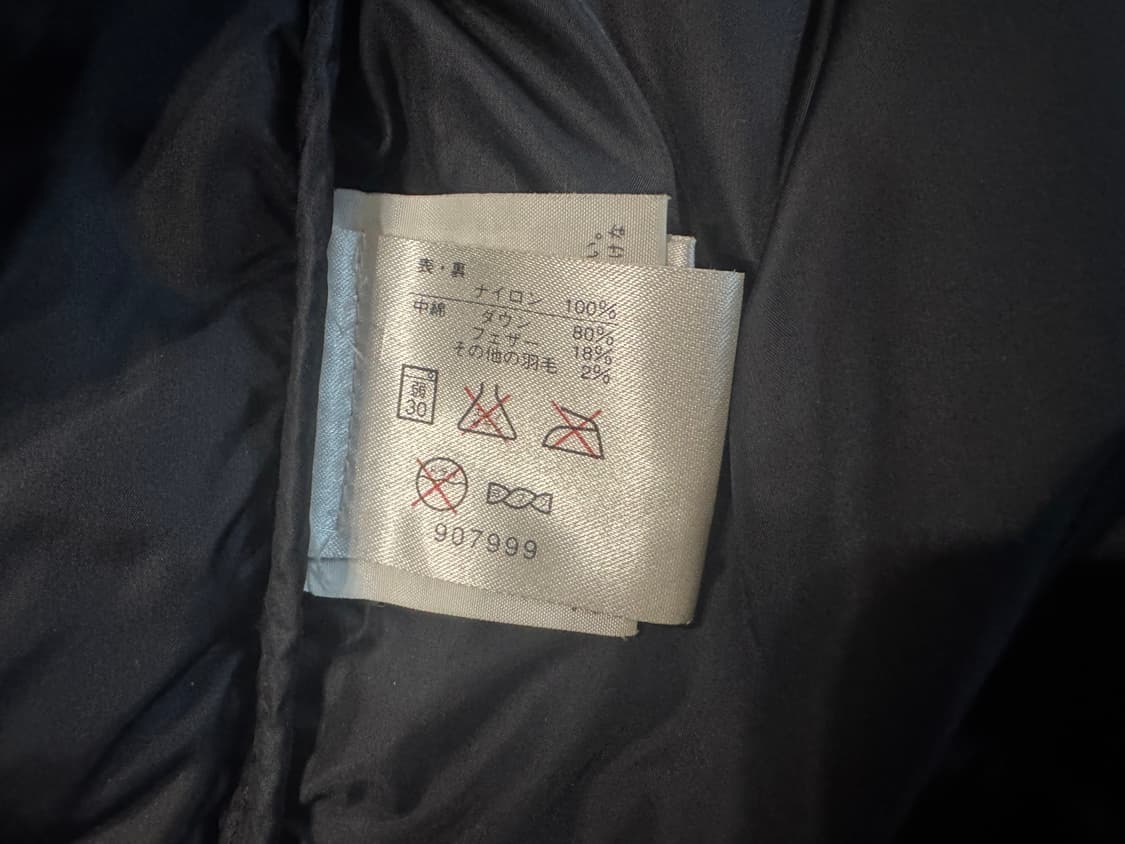 表・裏
ナイロン 100%
中綿 ダウン 80%
フェザー 18%
その他の羽毛 2%
弱
30
907999